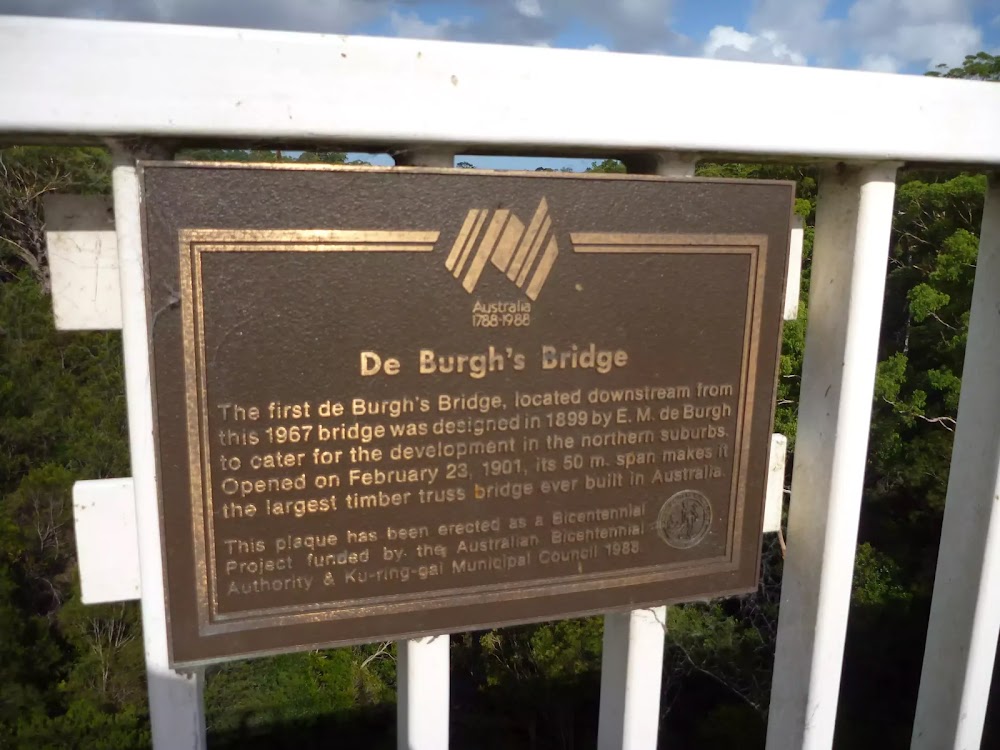 Australia
1788-1988
De Burgh's Bridge
The first de Burgh's Bridge, located downstream from
this 1967 bridge was designed in 1899 by E. M. de Burgh
to cater for the development in the northern suburbs.
Opened on February 23, 1901, its 50 m. span makes it
the largest timber truss bridge ever built in Australia.
This plaque has been erected as a Bicentennial
Project funded by the Australian Bicentennial
Authority & Ku-ring-gai Municipal Council 1988.